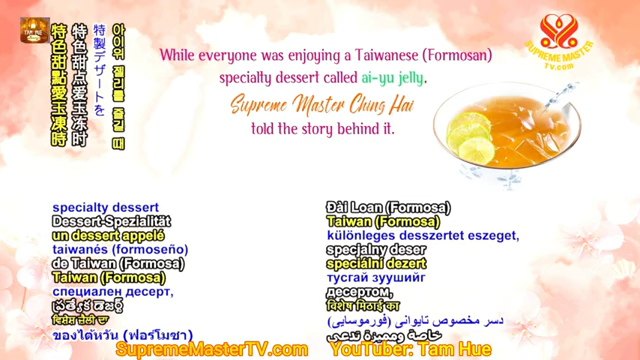 While everyone was enjoying a Taiwanese (Formosan)
specialty dessert called ai-yu jelly.
Supreme Master Ching Hai
told the story behind it.
SUPREME MASTER
TV.com
아이위 젤리를 즐길 때
特製デザートを
特色甜点爱玉冻时
特色甜點愛玉凍時
specialty dessert
Dessert-Spezialität
un dessert appelé
taiwanés (formoseño)
de Taiwan (Formosa)
Taiwan (Formosa)
специален десерт,
ప్రత్యేక డెజర్ట్
ਵਿਸ਼ੇਸ਼ ਜੈਲੀ ਦਾ
ของไต้หวัน (ฟอร์โมซา)
Đài Loan (Formosa)
Taiwan (Formosa)
különleges desszertet eszeget,
specjalny deser
speciální dezert
тусгай зуушийг
десертом,
विशेष मिठाई का
دسر مخصوص تایوانی (فورموسایی)
خاصة ومميزة تدعى
SupremeMasterTV.com
YouTuber: Tam Hue